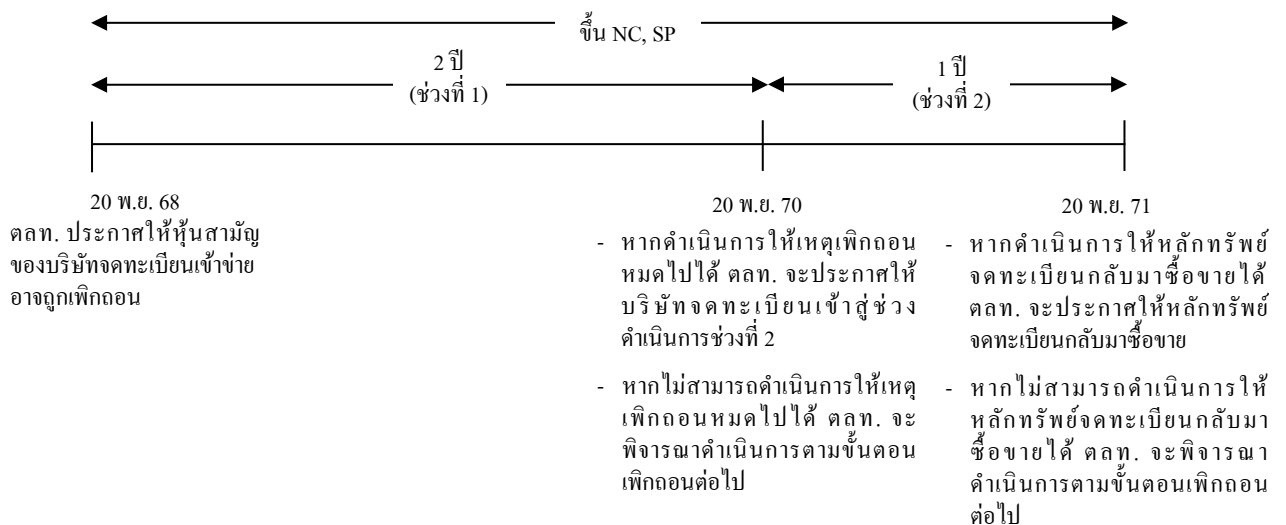 ขึ้น NC, SP
2 ปี
(ช่วงที่ 1)
1 ปี
(ช่วงที่ 2)
20 พ.ย. 68
ตลท. ประกาศให้หุ้นสามัญ
ของบริษัทจดทะเบียนเข้าข่าย
อาจถูกเพิกถอน
20 พ.ย. 70
- หากดำเนินการให้เหตุเพิกถอน
หมดไปได้ ตลท. จะประกาศให้
บริษัทจดทะเบียนเข้าสู่ช่วง
ดำเนินการช่วงที่ 2
- หากไม่สามารถดำเนินการให้เหตุ
เพิกถอนหมดไปได้ ตลท. จะ
พิจารณาดำเนินการตามขั้นตอน
เพิกถอนต่อไป
20 พ.ย. 71
- หากดำเนินการให้หลักทรัพย์
จดทะเบียนกลับมาซื้อขายได้
ตลท. จะประกาศให้หลักทรัพย์
จดทะเบียนกลับมาซื้อขาย
- หากไม่สามารถดำเนินการให้
หลักทรัพย์จดทะเบียนกลับมา
ซื้อขายได้ ตลท. จะพิจารณา
ดำเนินการตามขั้นตอนเพิกถอน
ต่อไป